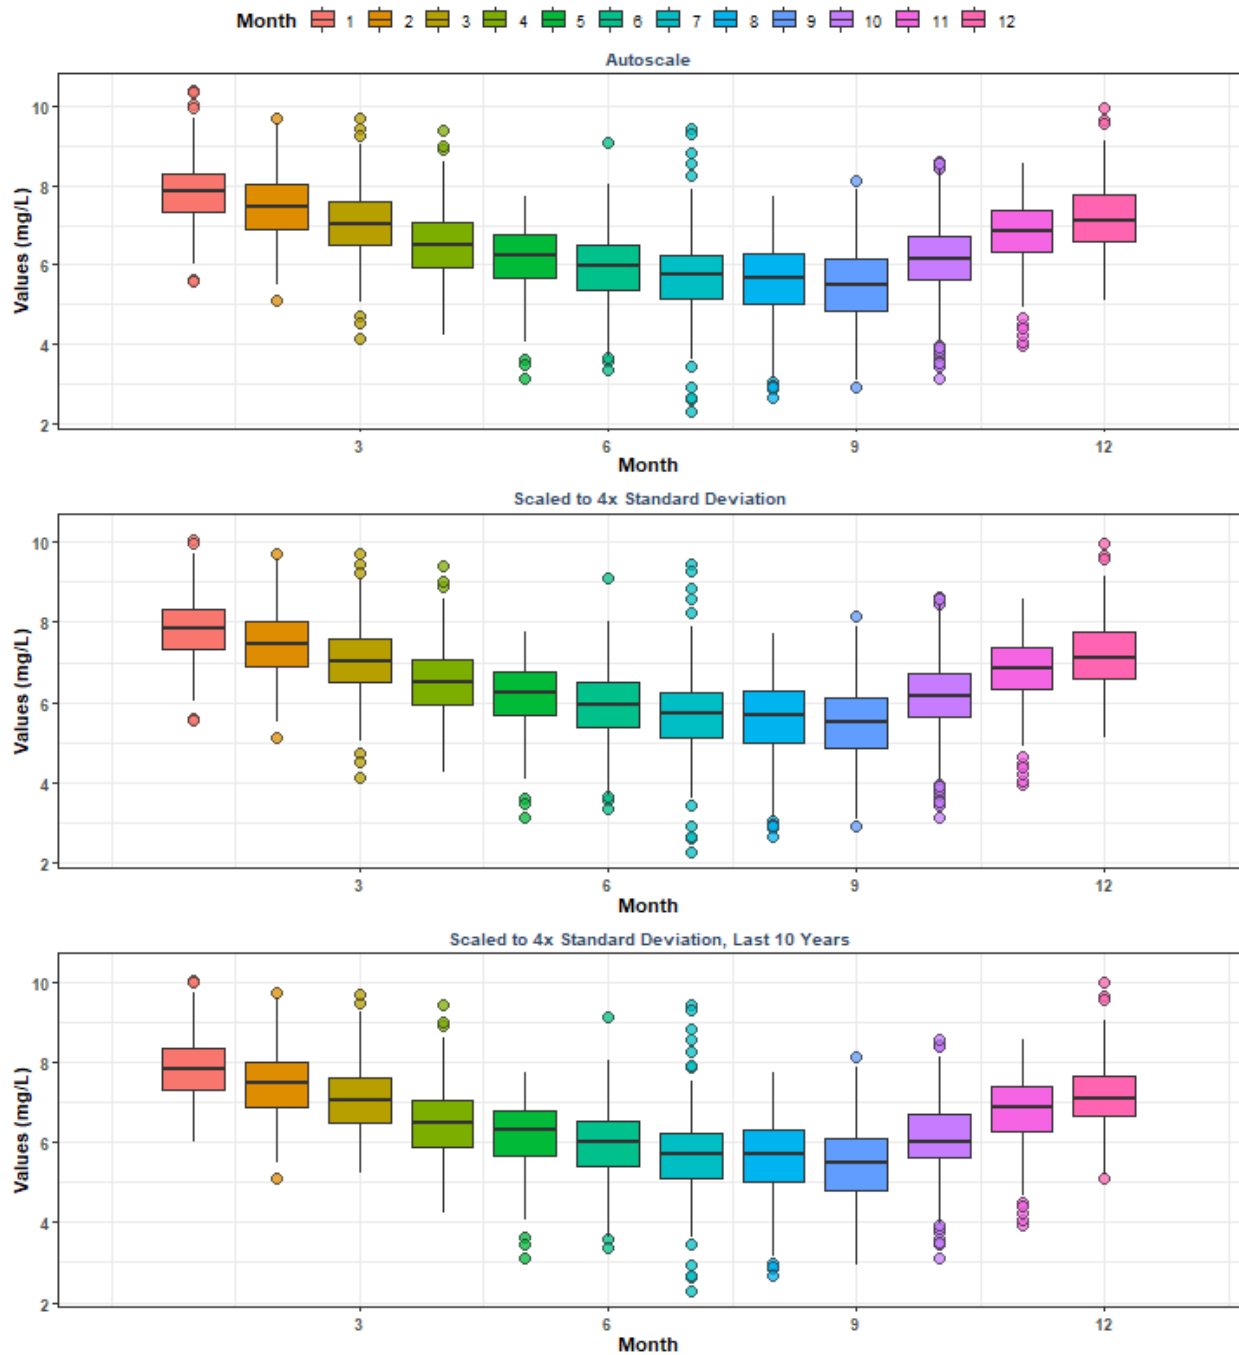 Month 1 2 3 4 5 6 7 8 9 10 11 12
Autoscale
Values (mg/L)
10
8
6
4
2
3 6 9 12
Month
Scaled to 4x Standard Deviation
Values (mg/L)
10
8
6
4
2
3 6 9 12
Month
Scaled to 4x Standard Deviation, Last 10 Years
Values (mg/L)
10
8
6
4
2
3 6 9 12
Month